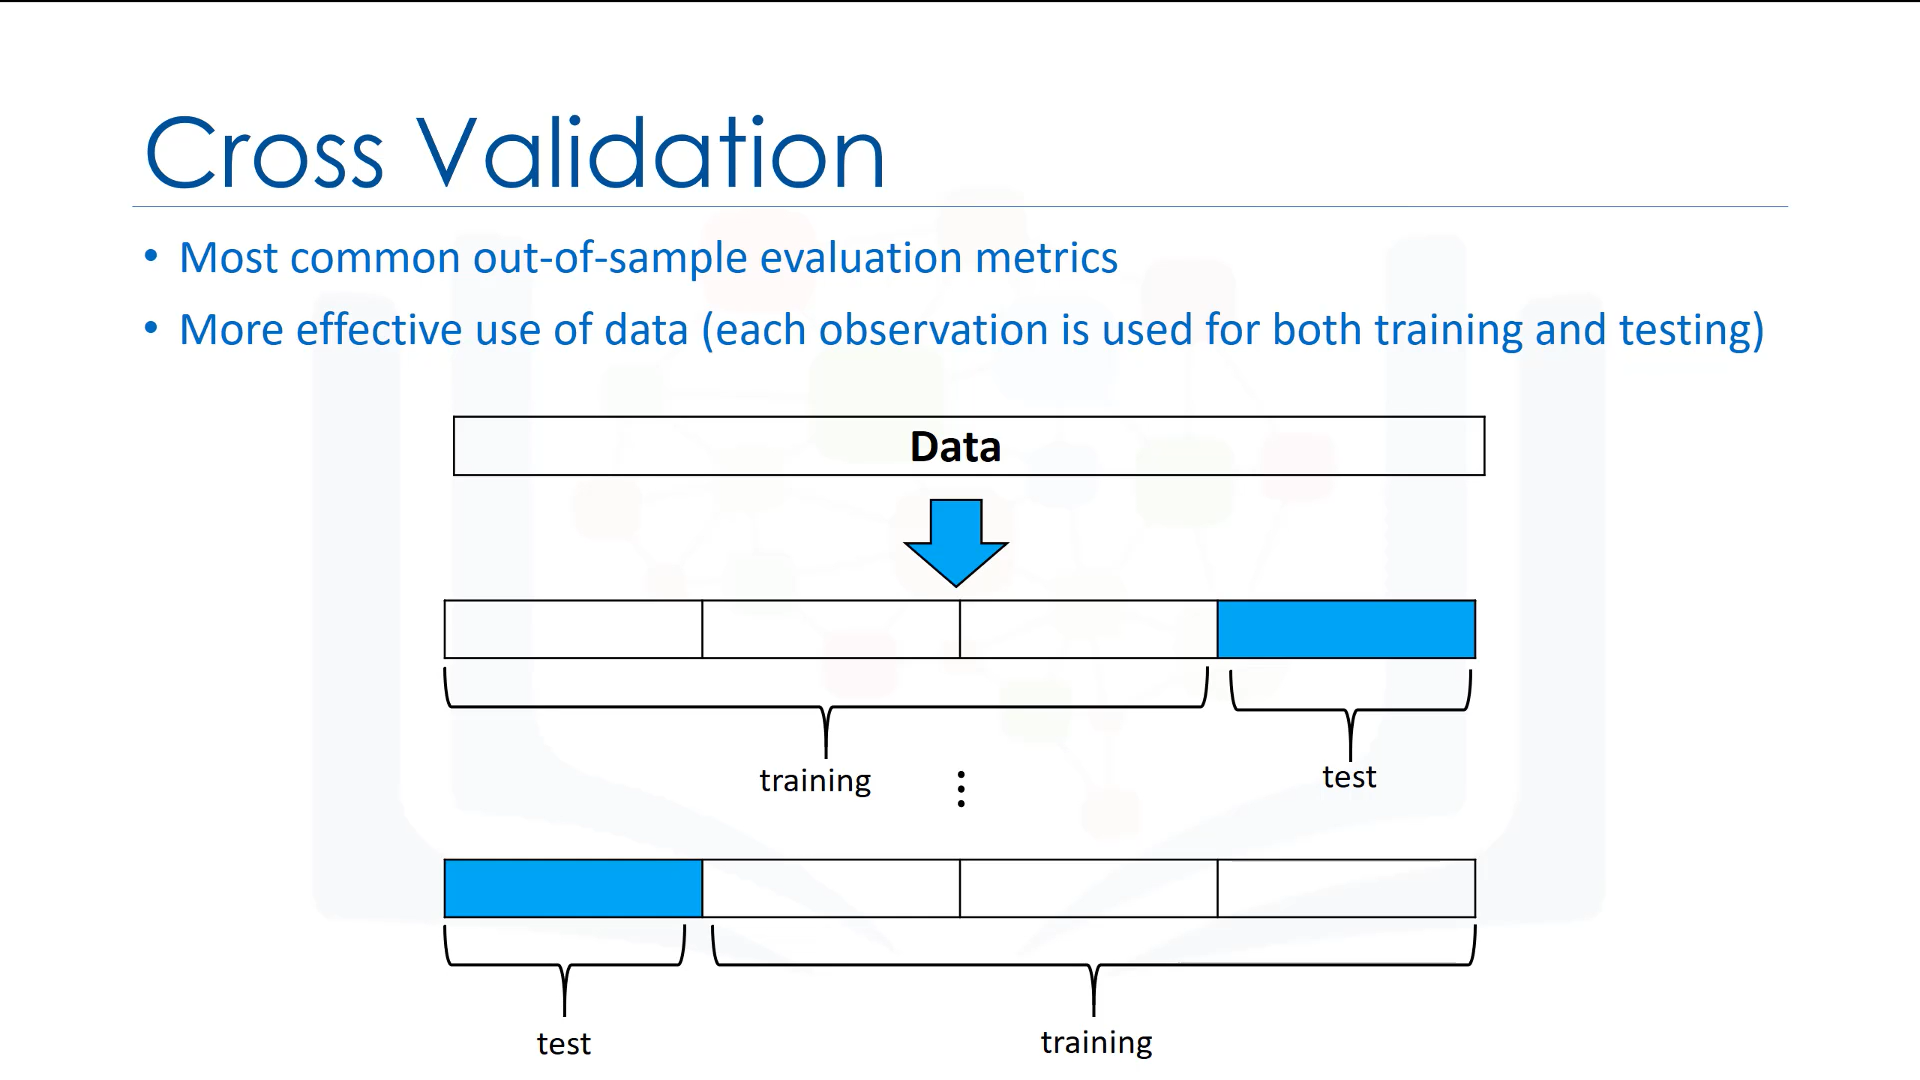 Cross Validation
• Most common out-of-sample evaluation metrics
• More effective use of data (each observation is used for both training and testing)
Data
training
test
test
training